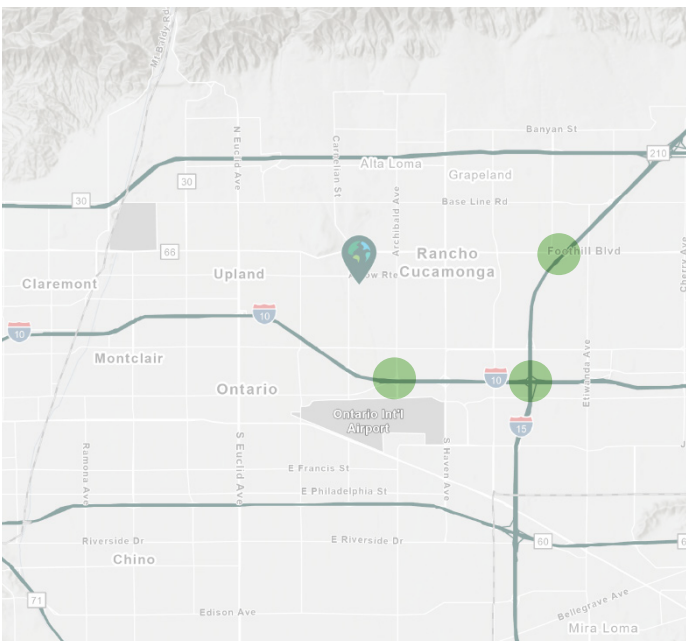 Mt Baldy Rd
Banyan St
210
N Euclid Ave
Carnelian St
Alta Loma
Grapeland
30
30
Base Line Rd
Archibald Ave
66
Foothill Blvd
Rancho
Cucamonga
Cherry Ave
Claremont
Upland
Arrow Rte
10
10
Montclair
10
Etiwanda Ave
Ontario
Ontario Int'l
Airport
15
S Euclid Ave
Ramona Ave
S Haven Ave
E Francis St
E Philadelphia St
Riverside Dr
E Riverside Dr
60
Chino
71
Edison Ave
Bellegrave Ave
Mira Loma